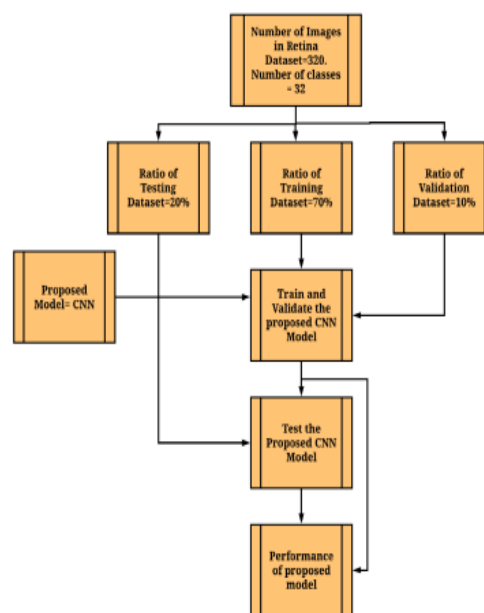 Number of Images
in Retina
Dataset=320.
Number of classes
= 32
Ratio of
Testing
Dataset=20%
Ratio of
Training
Dataset=70%
Ratio of
Validation
Dataset=10%
Proposed
Model= CNN
Train and
Validate the
proposed CNN
Model
Test the
Proposed CNN
Model
Performance
of proposed
model